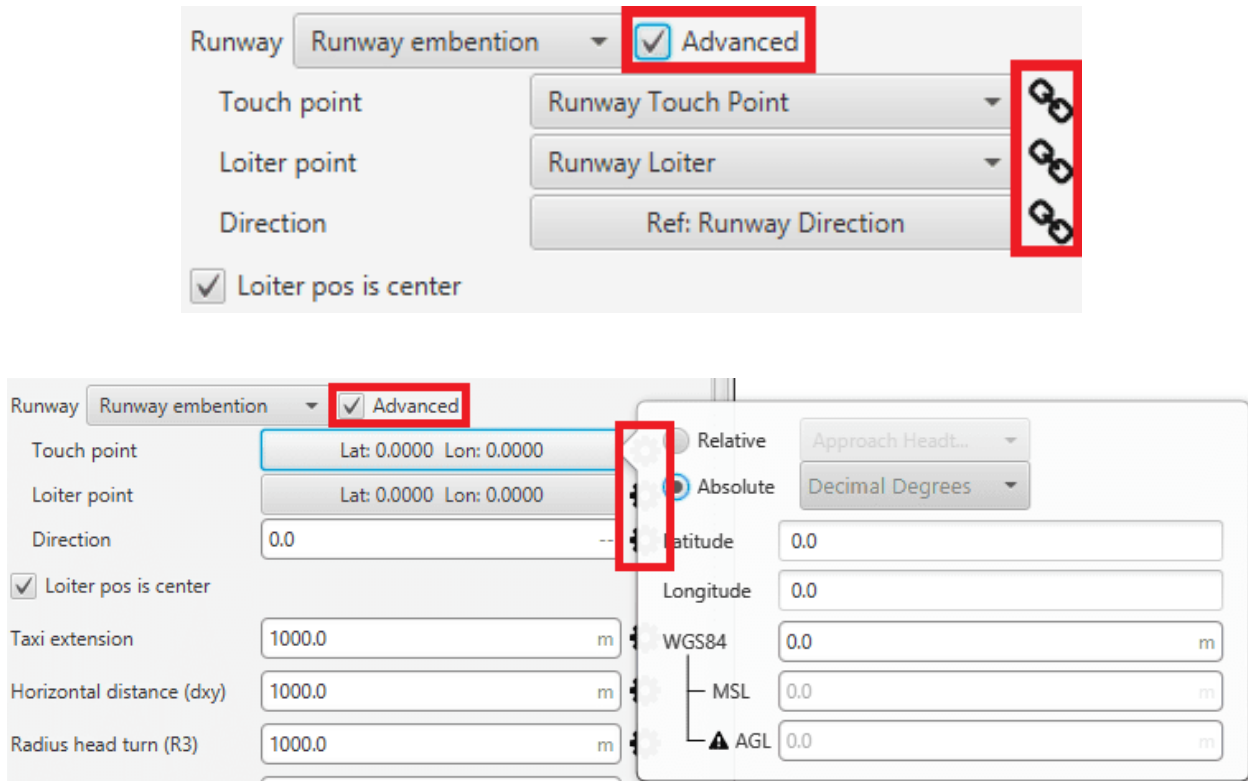 Runway Runway embention Advanced
Touch point Runway Touch Point
Loiter point Runway Loiter
Direction Ref: Runway Direction
Loiter pos is center
Runway Runway embention Advanced
Touch point Lat: 0.0000 Lon: 0.0000
Loiter point Lat: 0.0000 Lon: 0.0000
Direction 0.0 --
Loiter pos is center
Taxi extension 1000.0 m
Horizontal distance (dxy) 1000.0 m
Radius head turn (R3) 1000.0 m
Relative Approach Headt...
Absolute Decimal Degrees
Latitude 0.0
Longitude 0.0
WGS84 0.0 m
MSL 0.0 m
AGL 0.0 m